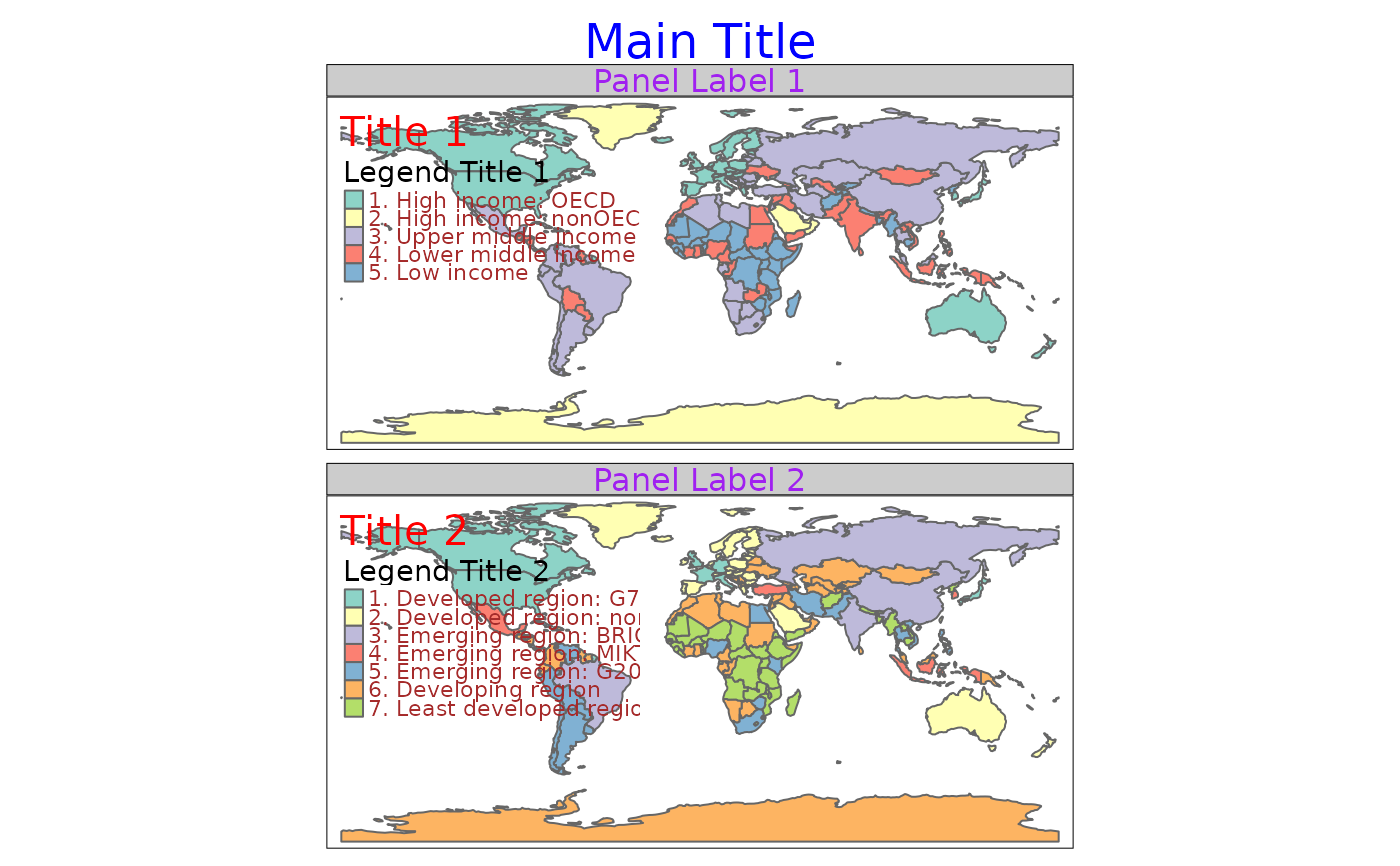 Main Title
Panel Label 1
Title 1
Legend Title 1
1. High income: OECD
2. High income: nonOEC
3. Upper middle income
4. Lower middle income
5. Low income
Panel Label 2
Title 2
Legend Title 2
1. Developed region: G7
2. Developed region: non
3. Emerging region: BRIC
4. Emerging region: MIKT
5. Emerging region: G20
6. Developing region
7. Least developed regio